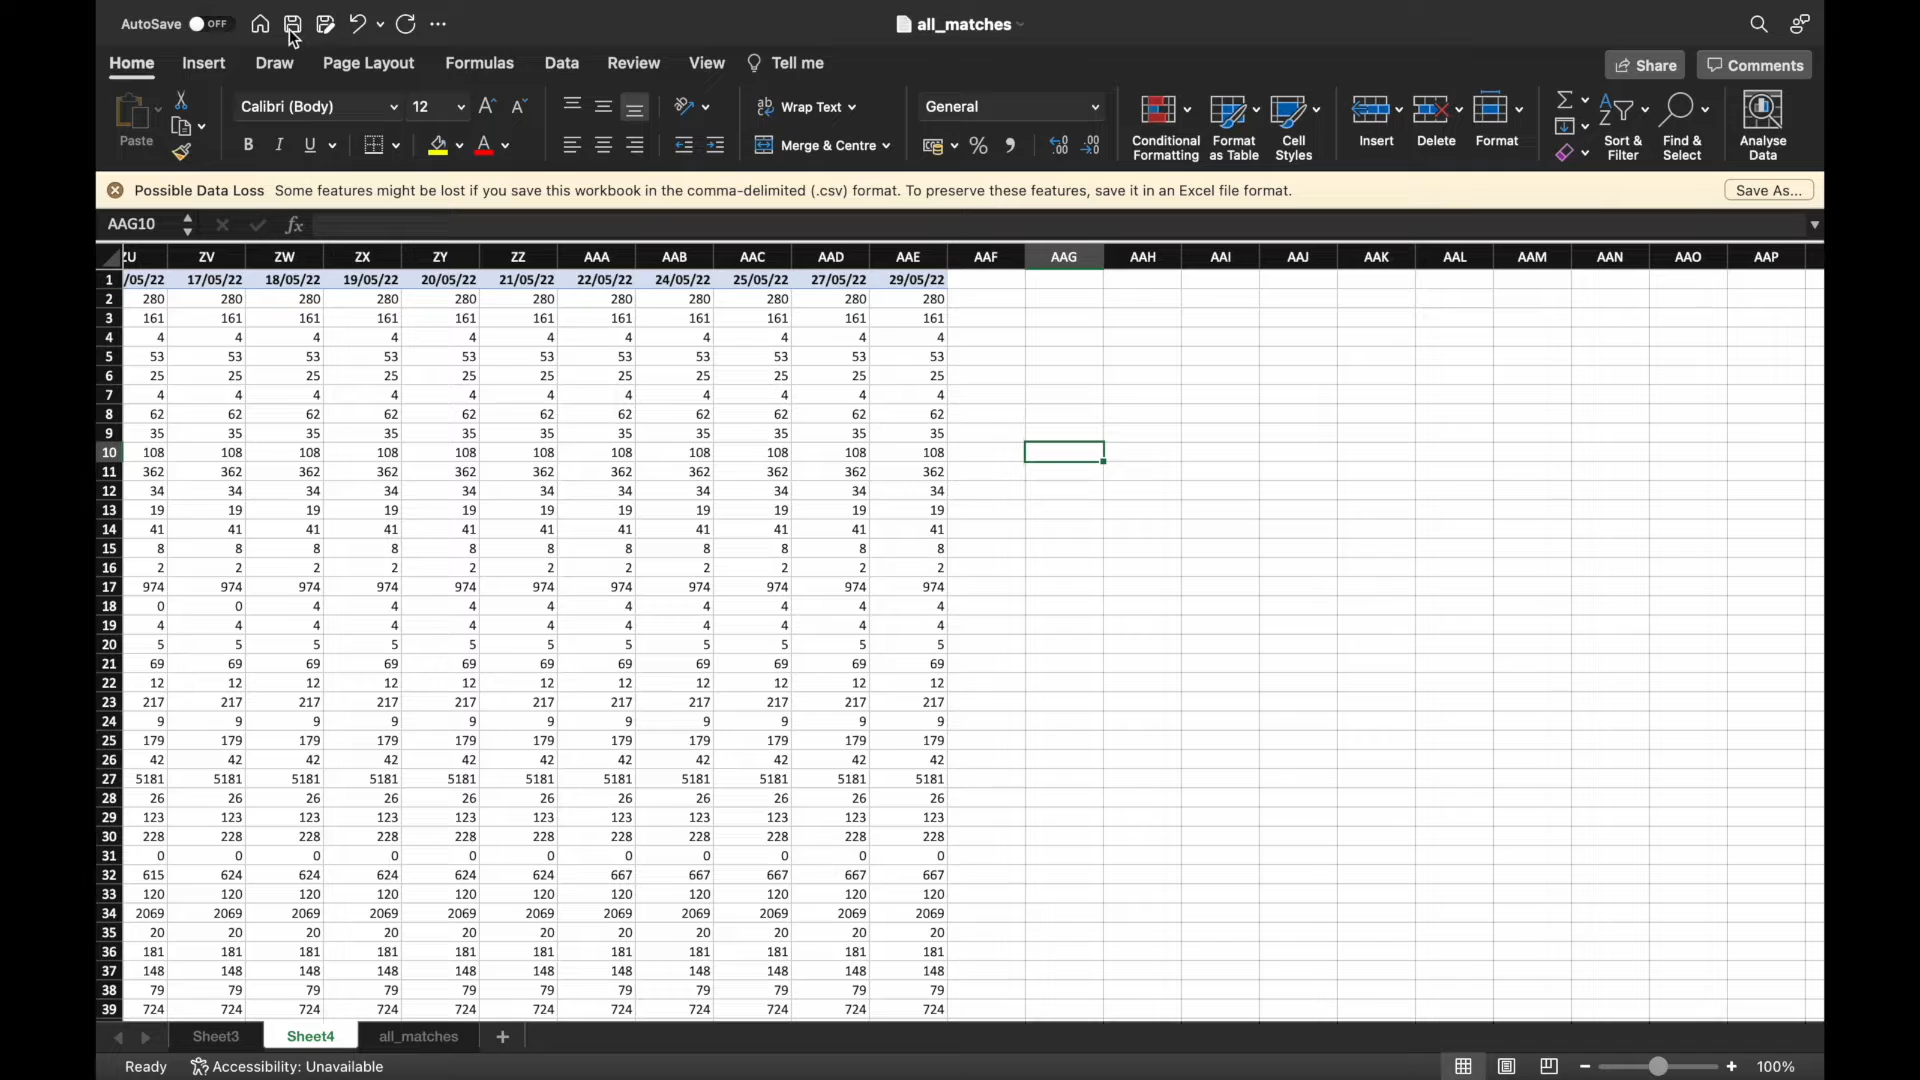 AutoSave OFF all_matches
Home Insert Draw Page Layout Formulas Data Review View Tell me Share Comments
Paste Calibri (Body) 12 Wrap Text General Conditional Formatting Format as Table Cell Styles Insert Delete Format Sort & Filter Find & Select Analyse Data
B I U Merge & Centre
Possible Data Loss Some features might be lost if you save this workbook in the comma-delimited (.csv) format. To preserve these features, save it in an Excel file format. Save As...
AAG10 fx
ZU ZV ZW ZX ZY ZZ AAA AAB AAC AAD AAE AAF AAG AAH AAI AAJ AAK AAL AAM AAN AAO AAP
1 /05/22 17/05/22 18/05/22 19/05/22 20/05/22 21/05/22 22/05/22 24/05/22 25/05/22 27/05/22 29/05/22
2 280 280 280 280 280 280 280 280 280 280 280
3 161 161 161 161 161 161 161 161 161 161 161
4 4 4 4 4 4 4 4 4 4 4 4
5 53 53 53 53 53 53 53 53 53 53 53
6 25 25 25 25 25 25 25 25 25 25 25
7 4 4 4 4 4 4 4 4 4 4 4
8 62 62 62 62 62 62 62 62 62 62 62
9 35 35 35 35 35 35 35 35 35 35 35
10 108 108 108 108 108 108 108 108 108 108 108
11 362 362 362 362 362 362 362 362 362 362 362
12 34 34 34 34 34 34 34 34 34 34 34
13 19 19 19 19 19 19 19 19 19 19 19
14 41 41 41 41 41 41 41 41 41 41 41
15 8 8 8 8 8 8 8 8 8 8 8
16 2 2 2 2 2 2 2 2 2 2 2
17 974 974 974 974 974 974 974 974 974 974 974
18 0 0 4 4 4 4 4 4 4 4 4
19 4 4 4 4 4 4 4 4 4 4 4
20 5 5 5 5 5 5 5 5 5 5 5
21 69 69 69 69 69 69 69 69 69 69 69
22 12 12 12 12 12 12 12 12 12 12 12
23 217 217 217 217 217 217 217 217 217 217 217
24 9 9 9 9 9 9 9 9 9 9 9
25 179 179 179 179 179 179 179 179 179 179 179
26 42 42 42 42 42 42 42 42 42 42 42
27 5181 5181 5181 5181 5181 5181 5181 5181 5181 5181 5181
28 26 26 26 26 26 26 26 26 26 26 26
29 123 123 123 123 123 123 123 123 123 123 123
30 228 228 228 228 228 228 228 228 228 228 228
31 0 0 0 0 0 0 0 0 0 0 0
32 615 624 624 624 624 624 667 667 667 667 667
33 120 120 120 120 120 120 120 120 120 120 120
34 2069 2069 2069 2069 2069 2069 2069 2069 2069 2069 2069
35 20 20 20 20 20 20 20 20 20 20 20
36 181 181 181 181 181 181 181 181 181 181 181
37 148 148 148 148 148 148 148 148 148 148 148
38 79 79 79 79 79 79 79 79 79 79 79
39 724 724 724 724 724 724 724 724 724 724 724
Sheet3 Sheet4 all_matches +
Ready Accessibility: Unavailable 100%